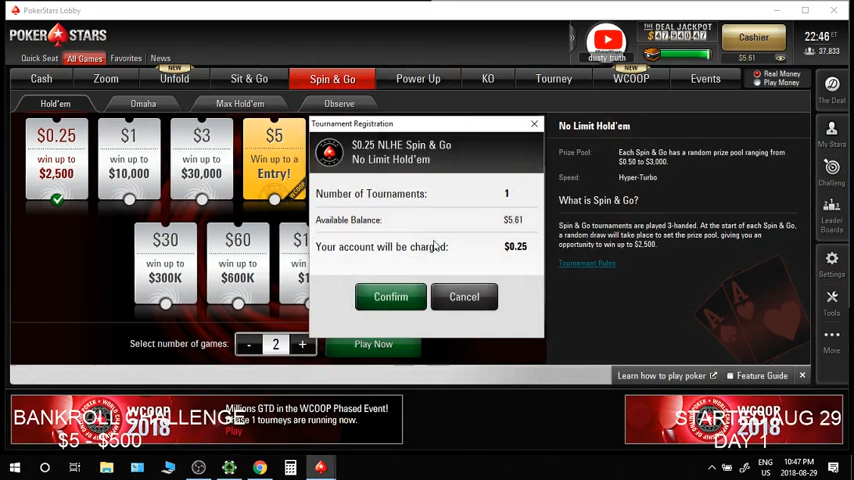 PokerStars Lobby
POKER STARS
Quick Seat All Games Favorites News
dusty truth
THE DEAL JACKPOT
Cashier
$5.61
22:46 ET
37,833
Cash Zoom NEW Unfold Sit & Go Spin & Go Power Up KO Tourney NEW WCOOP Events
Real Money
Play Money
Hold'em Omaha Max Hold'em Observe
The Deal
My Stars
Challeng
Leader Boards
Settings
Tools
More
$0.25
win up to
$2,500
$1
win up to
$10,000
$3
win up to
$30,000
$5
Win up to a
Entry!
WCOOP
$30
win up to
$300K
$60
win up to
$600K
Select number of games: - 2 + Play Now
Tournament Registration
$0.25 NLHE Spin & Go
No Limit Hold'em
Number of Tournaments: 1
Available Balance: $5.61
Your account will be charged: $0.25
Confirm Cancel
No Limit Hold'em
Prize Pool: Each Spin & Go has a random prize pool ranging from $0.50 to $3,000.
Speed: Hyper-Turbo
What is Spin & Go?
Spin & Go tournaments are played 3-handed. At the start of each Spin & Go,
a random draw will take place to set the prize pool, giving you an
opportunity to win up to $2,500.
Tournament Rules
Learn how to play poker Feature Guide
BANKROLL CHALLENGE
$5 - $500
2018
Millions GTD in the WCOOP Phased Event!
Phase 1 tourneys are running now.
Play
STARTED AUG 29
DAY 1
2018
ENG
US
10:47 PM
2018-08-29